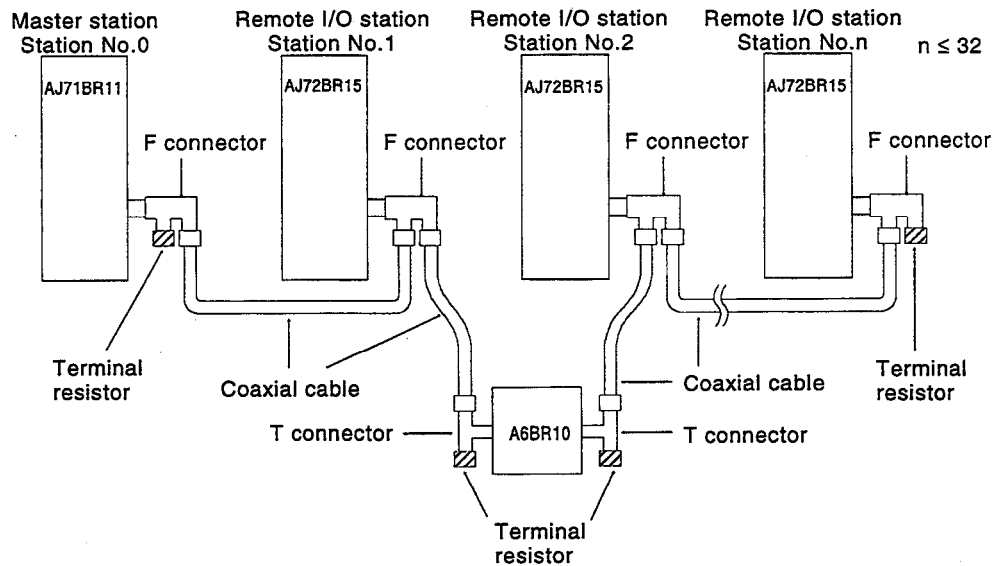 Master station
Station No.0
Remote I/O station
Station No.1
Remote I/O station
Station No.2
Remote I/O station
Station No.n
n ≤ 32
AJ71BR11
AJ72BR15
AJ72BR15
AJ72BR15
F connector
F connector
F connector
F connector
Terminal
resistor
Coaxial cable
Coaxial cable
Terminal
resistor
T connector
A6BR10
T connector
Terminal
resistor